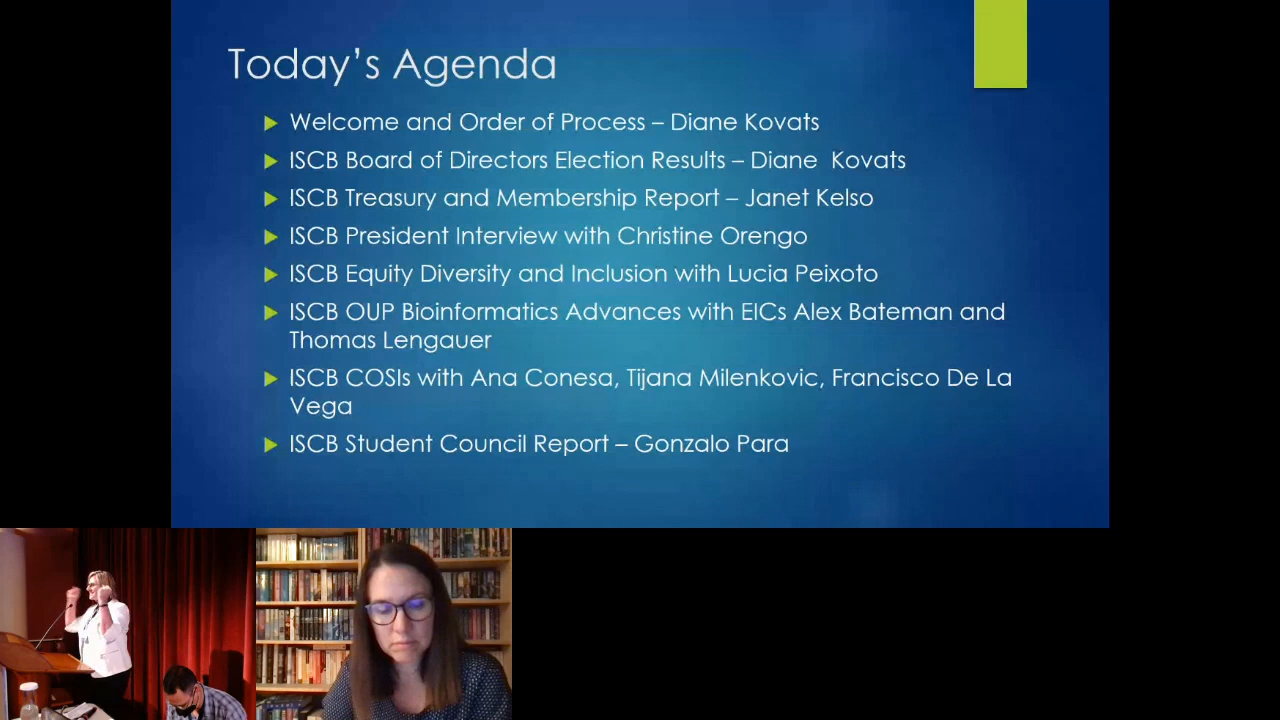 Today’s Agenda
Welcome and Order of Process – Diane Kovats
ISCB Board of Directors Election Results – Diane  Kovats
ISCB Treasury and Membership Report – Janet Kelso
ISCB President Interview with Christine Orengo
ISCB Equity Diversity and Inclusion with Lucia Peixoto
ISCB OUP Bioinformatics Advances with EICs Alex Bateman and
Thomas Lengauer
ISCB COSIs with Ana Conesa, Tijana Milenkovic, Francisco De La
Vega
ISCB Student Council Report – Gonzalo Para